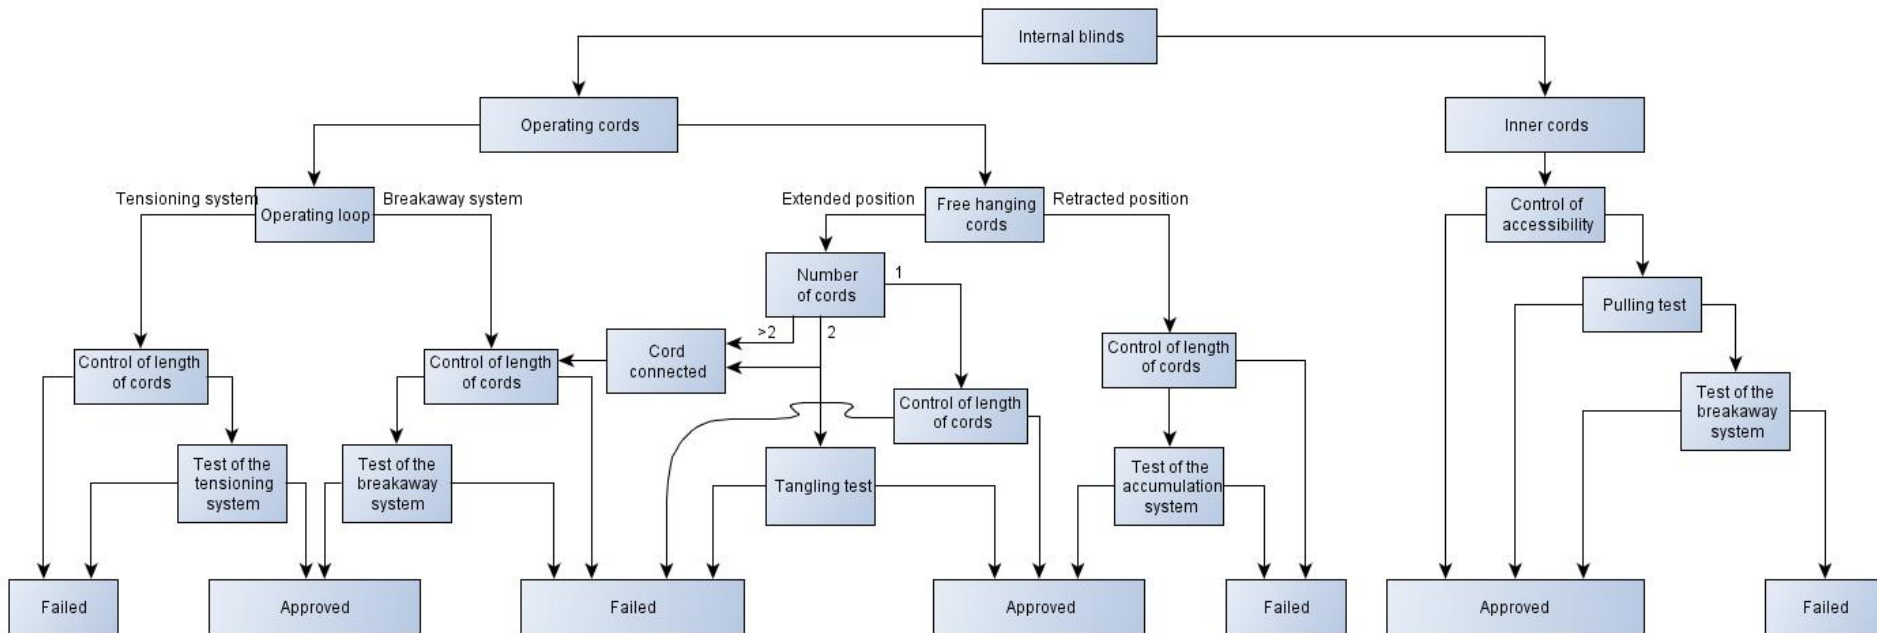 Internal blinds
Operating cords
Inner cords
Tensioning system
Operating loop
Breakaway system
Extended position
Free hanging
cords
Retracted position
Control of
accessibility
Number
of cords
1
>2
2
Pulling test
Cord
connected
Control of length
of cords
Control of length
of cords
Control of length
of cords
Control of length
of cords
Test of the
breakaway
system
Test of the
tensioning
system
Test of the
breakaway
system
Tangling test
Test of the
accumulation
system
Failed
Approved
Failed
Approved
Failed
Approved
Failed